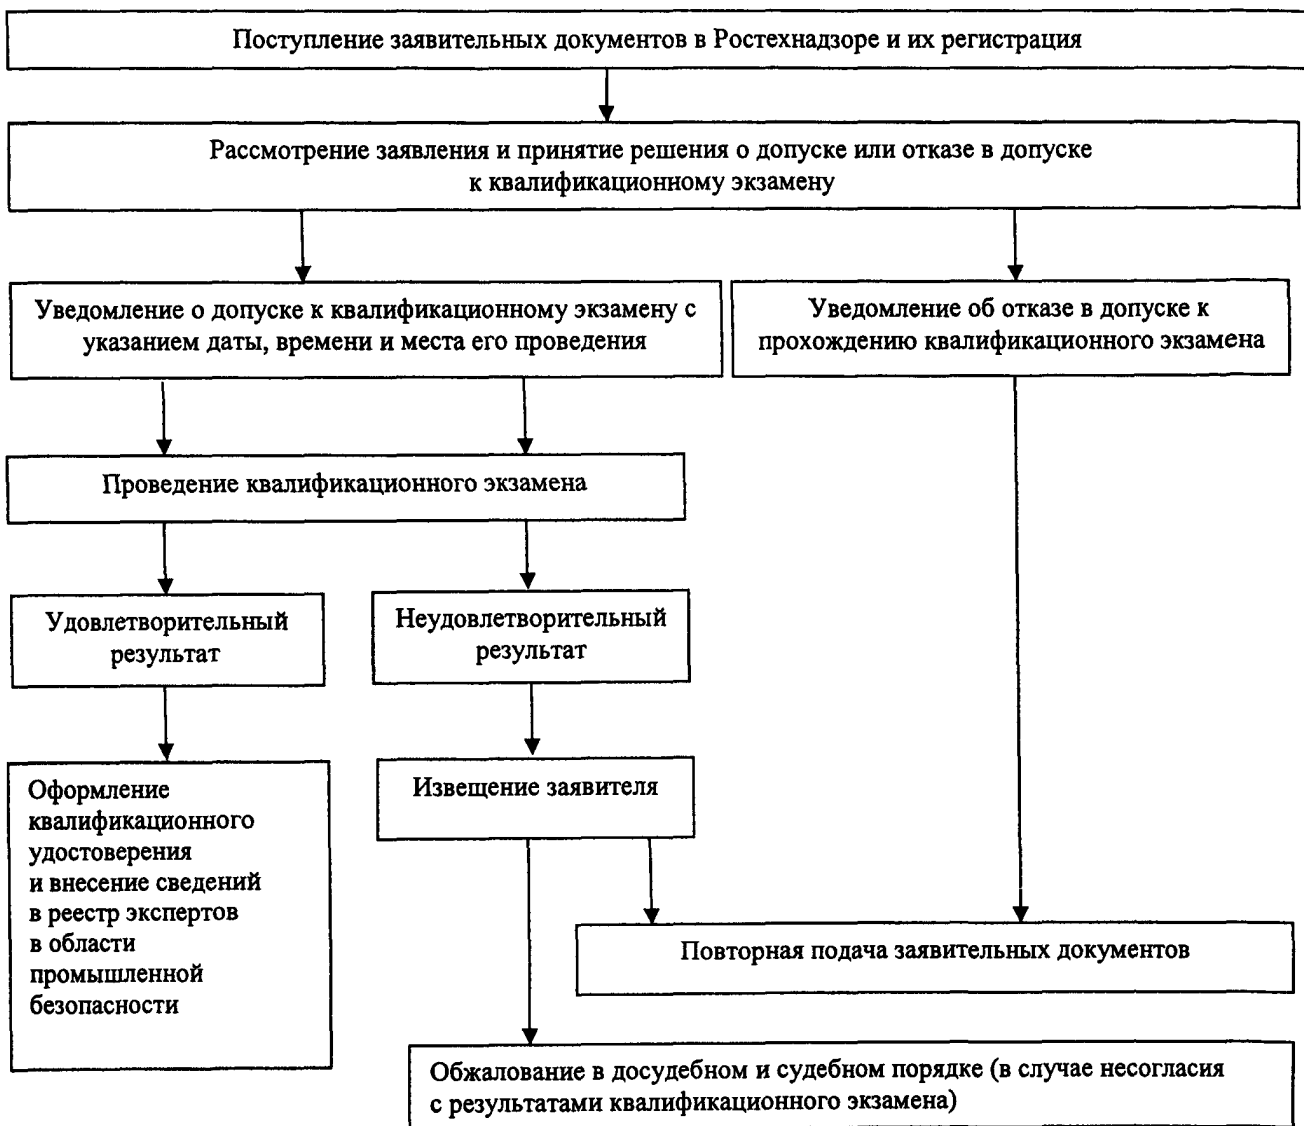 Поступление заявительных документов в Ростехнадзоре и их регистрация
Рассмотрение заявления и принятие решения о допуске или отказе в допуске
к квалификационному экзамену
Уведомление о допуске к квалификационному экзамену с
указанием даты, времени и места его проведения
Уведомление об отказе в допуске к
прохождению квалификационного экзамена
Проведение квалификационного экзамена
Удовлетворительный
результат
Неудовлетворительный
результат
Оформление
квалификационного
удостоверения
и внесение сведений
в реестр экспертов
в области
промышленной
безопасности
Извещение заявителя
Повторная подача заявительных документов
Обжалование в досудебном и судебном порядке (в случае несогласия
с результатами квалификационного экзамена)